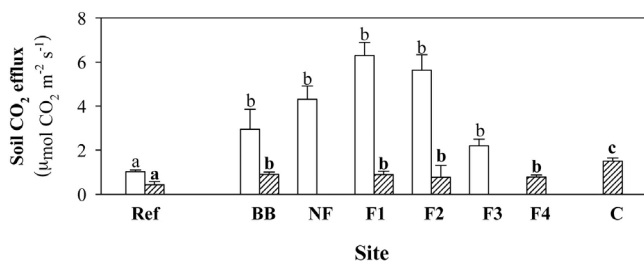 8
6
4
2
0
Soil CO₂ efflux
(μmol CO₂ m⁻² s⁻¹)
a a b b b b b b b b b b c
Ref BB NF F1 F2 F3 F4 C
Site